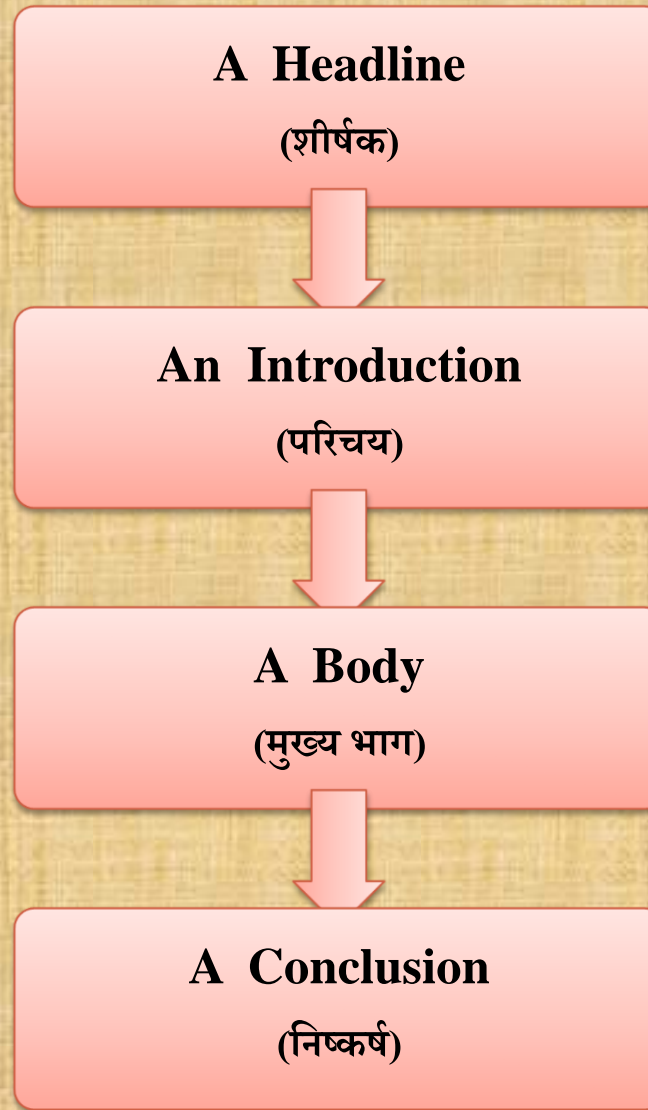 A Headline
(शीर्षक)
An Introduction
(परिचय)
A Body
(मुख्य भाग)
A Conclusion
(निष्कर्ष)